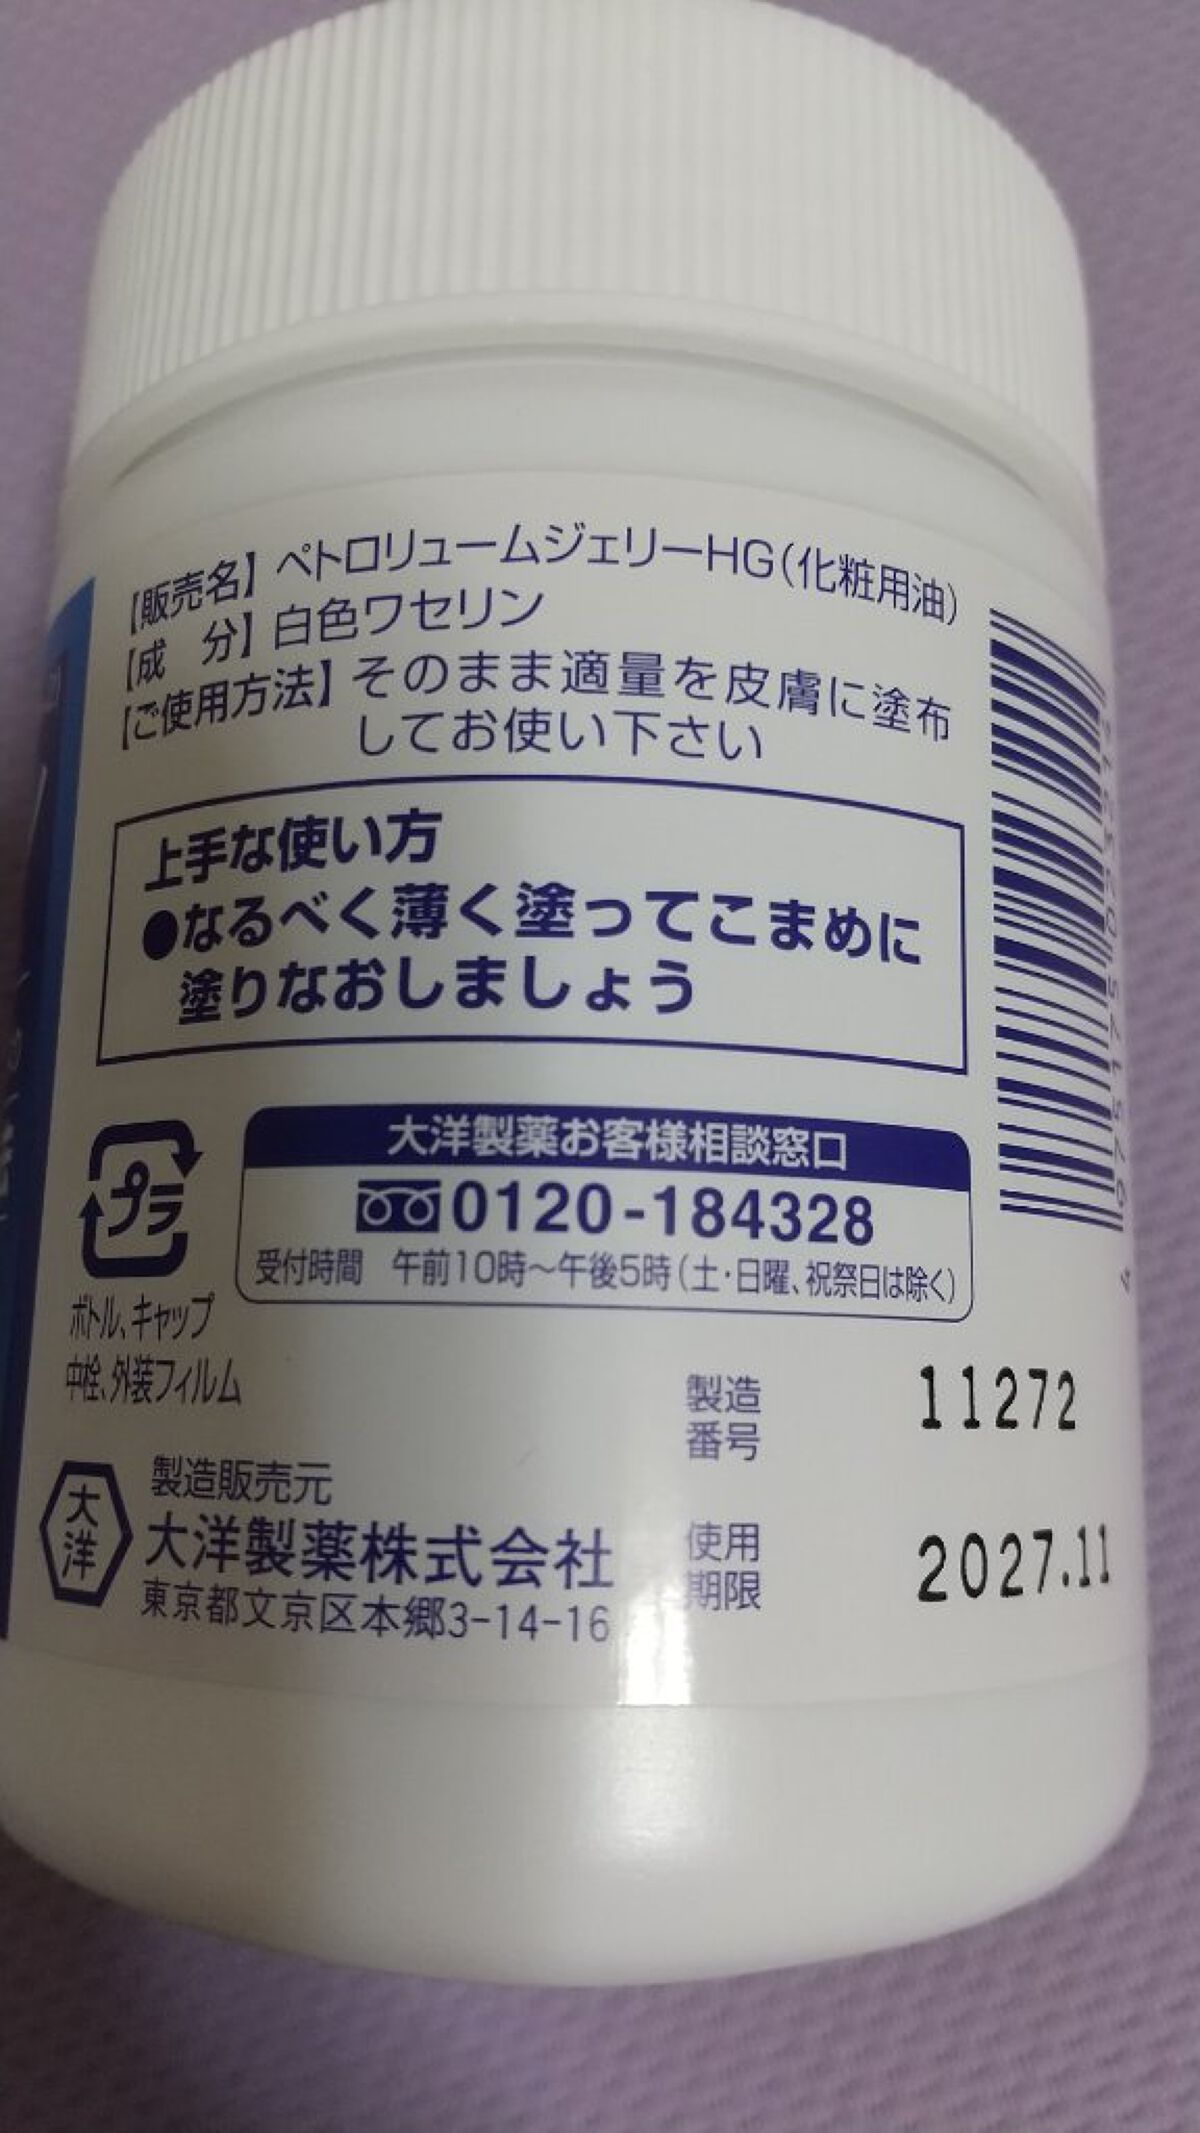 【販売名】ペトロリュームジェリーHG(化粧用油)
【成　分】白色ワセリン
【ご使用方法】そのまま適量を皮膚に塗布
してお使い下さい
上手な使い方
●なるべく薄く塗ってこまめに
塗りなおしましょう
プラ
ボトル、キャップ
中栓、外装フィルム
大洋製薬お客様相談窓口
0120-184328
受付時間　午前10時～午後5時(土・日曜、祝祭日は除く)
製造
番号
11272
大洋
製造販売元
大洋製薬株式会社
東京都文京区本郷3-14-16
使用
期限
2027.11